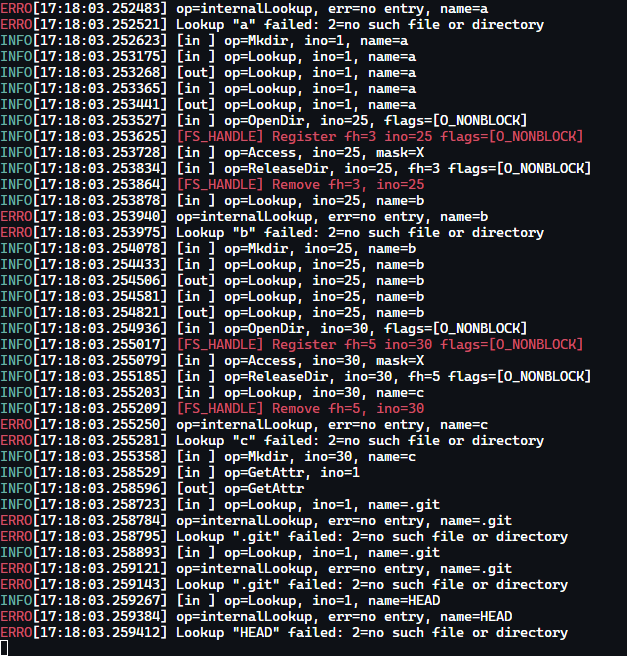 ERRO[17:18:03.252483] op=internalLookup, err=no entry, name=a
ERRO[17:18:03.252521] Lookup "a" failed: 2=no such file or directory
INFO[17:18:03.252623] [in ] op=Mkdir, ino=1, name=a
INFO[17:18:03.253175] [in ] op=Lookup, ino=1, name=a
INFO[17:18:03.253268] [out] op=Lookup, ino=1, name=a
INFO[17:18:03.253365] [in ] op=Lookup, ino=1, name=a
INFO[17:18:03.253441] [out] op=Lookup, ino=1, name=a
INFO[17:18:03.253527] [in ] op=OpenDir, ino=25, flags=[O_NONBLOCK]
INFO[17:18:03.253625] [FS_HANDLE] Register fh=3 ino=25 flags=[O_NONBLOCK]
INFO[17:18:03.253728] [in ] op=Access, ino=25, mask=X
INFO[17:18:03.253834] [in ] op=ReleaseDir, ino=25, fh=3 flags=[O_NONBLOCK]
INFO[17:18:03.253864] [FS_HANDLE] Remove fh=3, ino=25
INFO[17:18:03.253878] [in ] op=Lookup, ino=25, name=b
ERRO[17:18:03.253940] op=internalLookup, err=no entry, name=b
ERRO[17:18:03.253975] Lookup "b" failed: 2=no such file or directory
INFO[17:18:03.254078] [in ] op=Mkdir, ino=25, name=b
INFO[17:18:03.254433] [in ] op=Lookup, ino=25, name=b
INFO[17:18:03.254506] [out] op=Lookup, ino=25, name=b
INFO[17:18:03.254581] [in ] op=Lookup, ino=25, name=b
INFO[17:18:03.254821] [out] op=Lookup, ino=25, name=b
INFO[17:18:03.254936] [in ] op=OpenDir, ino=30, flags=[O_NONBLOCK]
INFO[17:18:03.255017] [FS_HANDLE] Register fh=5 ino=30 flags=[O_NONBLOCK]
INFO[17:18:03.255079] [in ] op=Access, ino=30, mask=X
INFO[17:18:03.255185] [in ] op=ReleaseDir, ino=30, fh=5 flags=[O_NONBLOCK]
INFO[17:18:03.255203] [in ] op=Lookup, ino=30, name=c
INFO[17:18:03.255209] [FS_HANDLE] Remove fh=5, ino=30
ERRO[17:18:03.255250] op=internalLookup, err=no entry, name=c
ERRO[17:18:03.255281] Lookup "c" failed: 2=no such file or directory
INFO[17:18:03.255358] [in ] op=Mkdir, ino=30, name=c
INFO[17:18:03.258529] [in ] op=GetAttr, ino=1
INFO[17:18:03.258596] [out] op=GetAttr
INFO[17:18:03.258723] [in ] op=Lookup, ino=1, name=.git
ERRO[17:18:03.258784] op=internalLookup, err=no entry, name=.git
ERRO[17:18:03.258795] Lookup ".git" failed: 2=no such file or directory
INFO[17:18:03.258893] [in ] op=Lookup, ino=1, name=.git
ERRO[17:18:03.259121] op=internalLookup, err=no entry, name=.git
ERRO[17:18:03.259143] Lookup ".git" failed: 2=no such file or directory
INFO[17:18:03.259267] [in ] op=Lookup, ino=1, name=HEAD
ERRO[17:18:03.259384] op=internalLookup, err=no entry, name=HEAD
ERRO[17:18:03.259412] Lookup "HEAD" failed: 2=no such file or directory